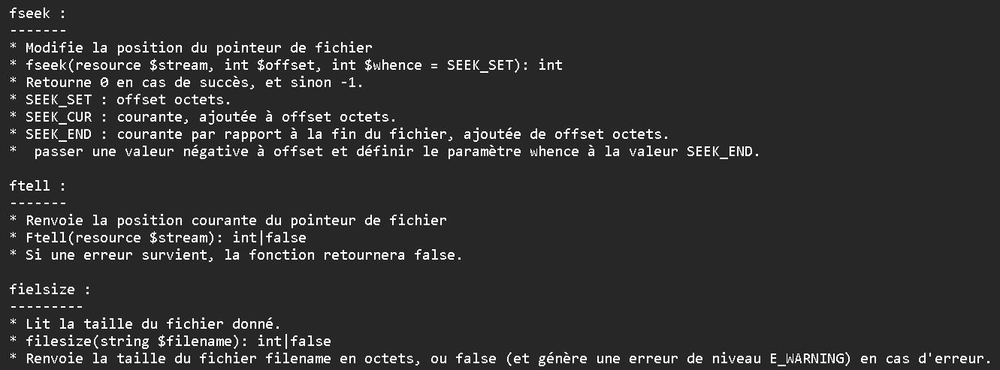 fseek :
-------
* Modifie la position du pointeur de fichier
* fseek(resource $stream, int $offset, int $whence = SEEK_SET): int
* Retourne 0 en cas de succès, et sinon -1.
* SEEK_SET : offset octets.
* SEEK_CUR : courante, ajoutée à offset octets.
* SEEK_END : courante par rapport à la fin du fichier, ajoutée de offset octets.
*  passer une valeur négative à offset et définir le paramètre whence à la valeur SEEK_END.
ftell :
-------
* Renvoie la position courante du pointeur de fichier
* Ftell(resource $stream): int|false
* Si une erreur survient, la fonction retournera false.
fielsize :
---------
* Lit la taille du fichier donné.
* filesize(string $filename): int|false
* Renvoie la taille du fichier filename en octets, ou false (et génère une erreur de niveau E_WARNING) en cas d'erreur.